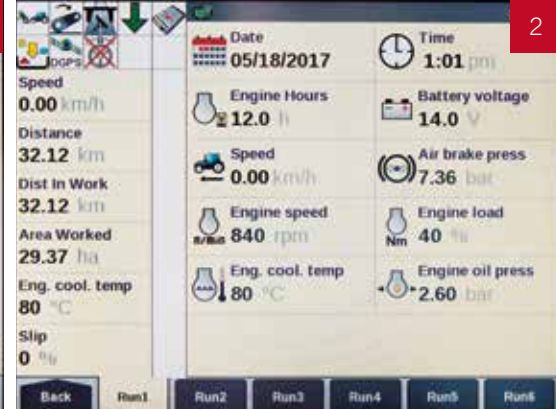 2
DGPS
Speed
0.00 km/h
Distance
32.12 km
Dist In Work
32.12 km
Area Worked
29.37 ha
Eng. cool. temp
80 °C
Slip
0 %
Date
05/18/2017
Time
1:01 pm
Engine Hours
12.0 h
Battery voltage
14.0 V
Speed
0.00 km/h
Air brake press
7.36 bar
Engine speed
840 rpm
Engine load
Nm 40 %
Eng. cool. temp
80 °C
Engine oil press
2.60 bar
Back Run1 Run2 Run3 Run4 Run5 Run6